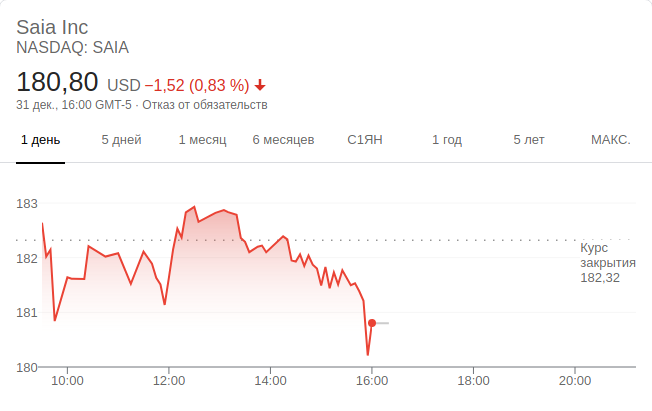 Saia Inc
NASDAQ: SAIA
180,80 USD −1,52 (0,83 %)
31 дек., 16:00 GMT-5 · Отказ от обязательств
1 день 5 дней 1 месяц 6 месяцев С1ЯН 1 год 5 лет МАКС.
183
182
181
180
Курс
закрытия
182,32
10:00 12:00 14:00 16:00 18:00 20:00